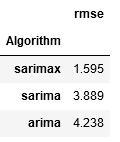 rmse
Algorithm
sarimax 1.595
sarima 3.889
arima 4.238